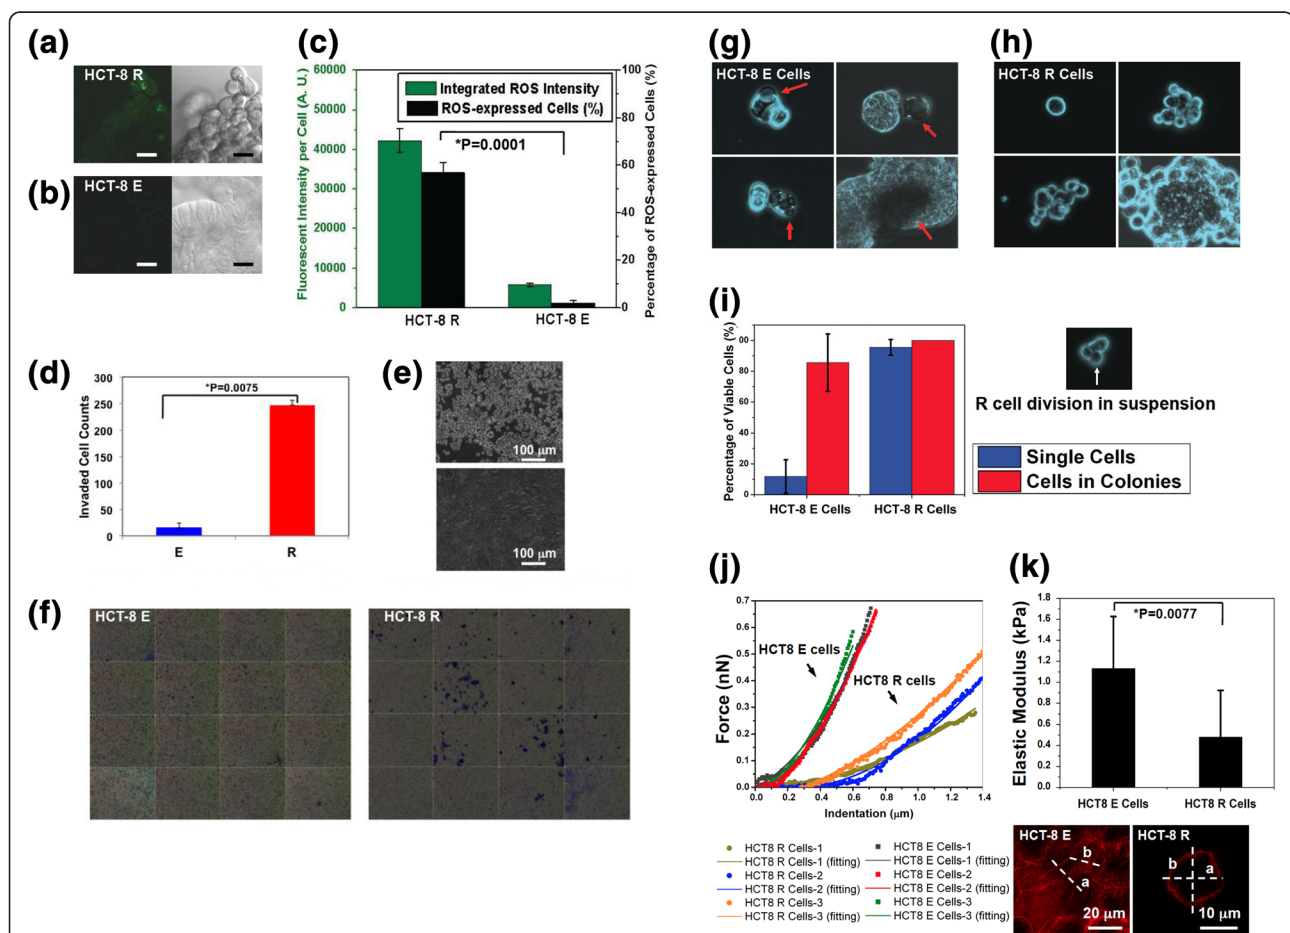 (a)
HCT-8 R
(b)
HCT-8 E
(c)
60000
50000
40000
30000
20000
10000
0
Fluorescent Intensity per Cell (A. U.)
100
80
60
40
20
0
Percentage of ROS-expressed Cells (%)
Integrated ROS Intensity
ROS-expressed Cells (%)
*P=0.0001
HCT-8 R
HCT-8 E
(d)
300
250
200
150
100
50
0
Invaded Cell Counts
*P=0.0075
E
R
(e)
100 μm
100 μm
(f)
HCT-8 E
HCT-8 R
(g)
HCT-8 E Cells
(h)
HCT-8 R Cells
(i)
00
80
60
40
20
0
Percentage of Viable Cells (%)
HCT-8 E Cells
HCT-8 R Cells
R cell division in suspension
Single Cells
Cells in Colonies
(j)
0.7
0.6
0.5
0.4
0.3
0.2
0.1
0.0
Force (nN)
HCT8 E cells
HCT8 R cells
0.0
0.2
0.4
0.6
0.8
1.0
1.2
1.4
Indentation (μm)
HCT8 R Cells-1
HCT8 R Cells-1 (fitting)
HCT8 R Cells-2
HCT8 R Cells-2 (fitting)
HCT8 R Cells-3
HCT8 R Cells-3 (fitting)
HCT8 E Cells-1
HCT8 E Cells-1 (fitting)
HCT8 E Cells-2
HCT8 E Cells-2 (fitting)
HCT8 E Cells-3
HCT8 E Cells-3 (fitting)
(k)
1.8
1.6
1.4
1.2
1.0
0.8
0.6
0.4
0.2
0.0
Elastic Modulus (kPa)
*P=0.0077
HCT8 E Cells
HCT8 R Cells
HCT-8 E
b
a
20 μm
HCT-8 R
b
a
10 μm